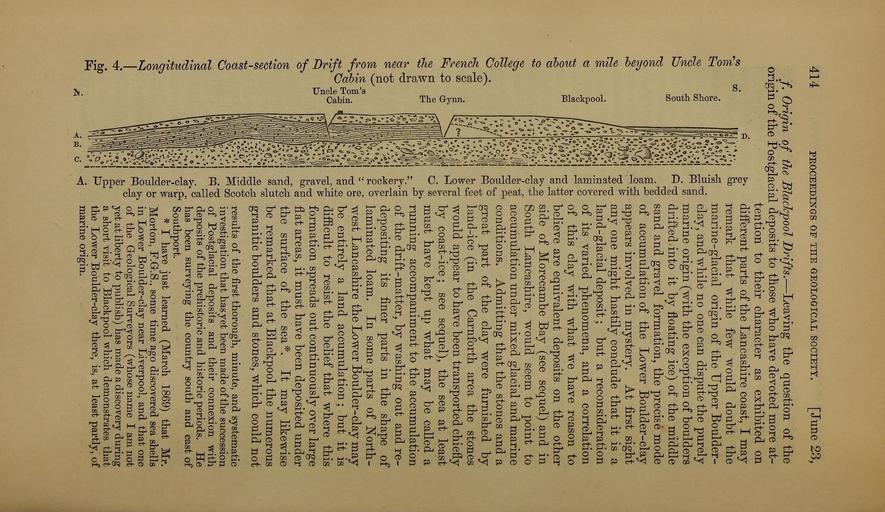 414 PROCEEDINGS OF THE GEOLOGICAL SOCIETY. [June 23,
f. Origin of the Blackpool Drifts.—Leaving the question of the
origin of the Postglacial deposits to those who have devoted more at-
tention to their character as exhibited on
different parts of the Lancashire coast, I may
remark that while few would doubt the
marine-glacial origin of the Upper Boulder-
clay, and while no one can dispute the purely
marine origin (with the exception of boulders
drifted into it by floating ice) of the middle
sand and gravel formation, the precise mode
of accumulation of the Lower Boulder-clay
appears involved in mystery. At first sight
any one might hastily conclude that it is a
land-glacial deposit; but a reconsideration
of its varied phenomena, and a correlation
of this clay with what we have reason to
believe are equivalent deposits on the other
side of Morecambe Bay (see sequel) and in
South Lancashire, would seem to point to
accumulation under mixed glacial and marine
conditions. Admitting that the stones and a
great part of the clay were furnished by
land-ice (in the Carnforth area the stones
would appear to have been transported chiefly
by coast-ice; see sequel), the sea at least
must have kept up what may be called a
running accompaniment to the accumulation
of the drift-matter, by washing out and re-
depositing its finer parts in the shape of
laminated loam. In some parts of North-
west Lancashire the Lower Boulder-clay may
be entirely a land accumulation; but it is
difficult to resist the belief that where this
formation spreads out continuously over large
flat areas, it must have been deposited under
the surface of the sea.* It may likewise
be remarked that at Blackpool the numerous
granitic boulders and stones, which could not
results of the first thorough, minute, and systematic
investigation that has yet been made of the succession
of Postglacial deposits and their connexion with
deposits of the prehistoric and historic periods. He
has been surveying the country south and east of
Southport.
* I have just learned (March 1869) that Mr.
Morton, F.G.S., some time ago discovered sea shells
in Lower Boulder-clay near Liverpool, and that one
of the Geological Surveyors (whose name I am not
yet at liberty to publish) has made a discovery during
a short visit to Blackpool which demonstrates that
the Lower Boulder-clay there, is, at least partly, of
marine origin.
Fig. 4.—Longitudinal Coast-section of Drift from near the French College to about a mile beyond Uncle Tom's
Cabin (not drawn to scale).
N. Uncle Tom's Cabin. The Gynn. Blackpool. South Shore. S.
A.
B.
C.
?
D.
A. Upper Boulder-clay. B. Middle sand, gravel, and "rockery." C. Lower Boulder-clay and laminated loam. D. Bluish grey
clay or warp, called Scotch slutch and white ore, overlain by several feet of peat, the latter covered with bedded sand.